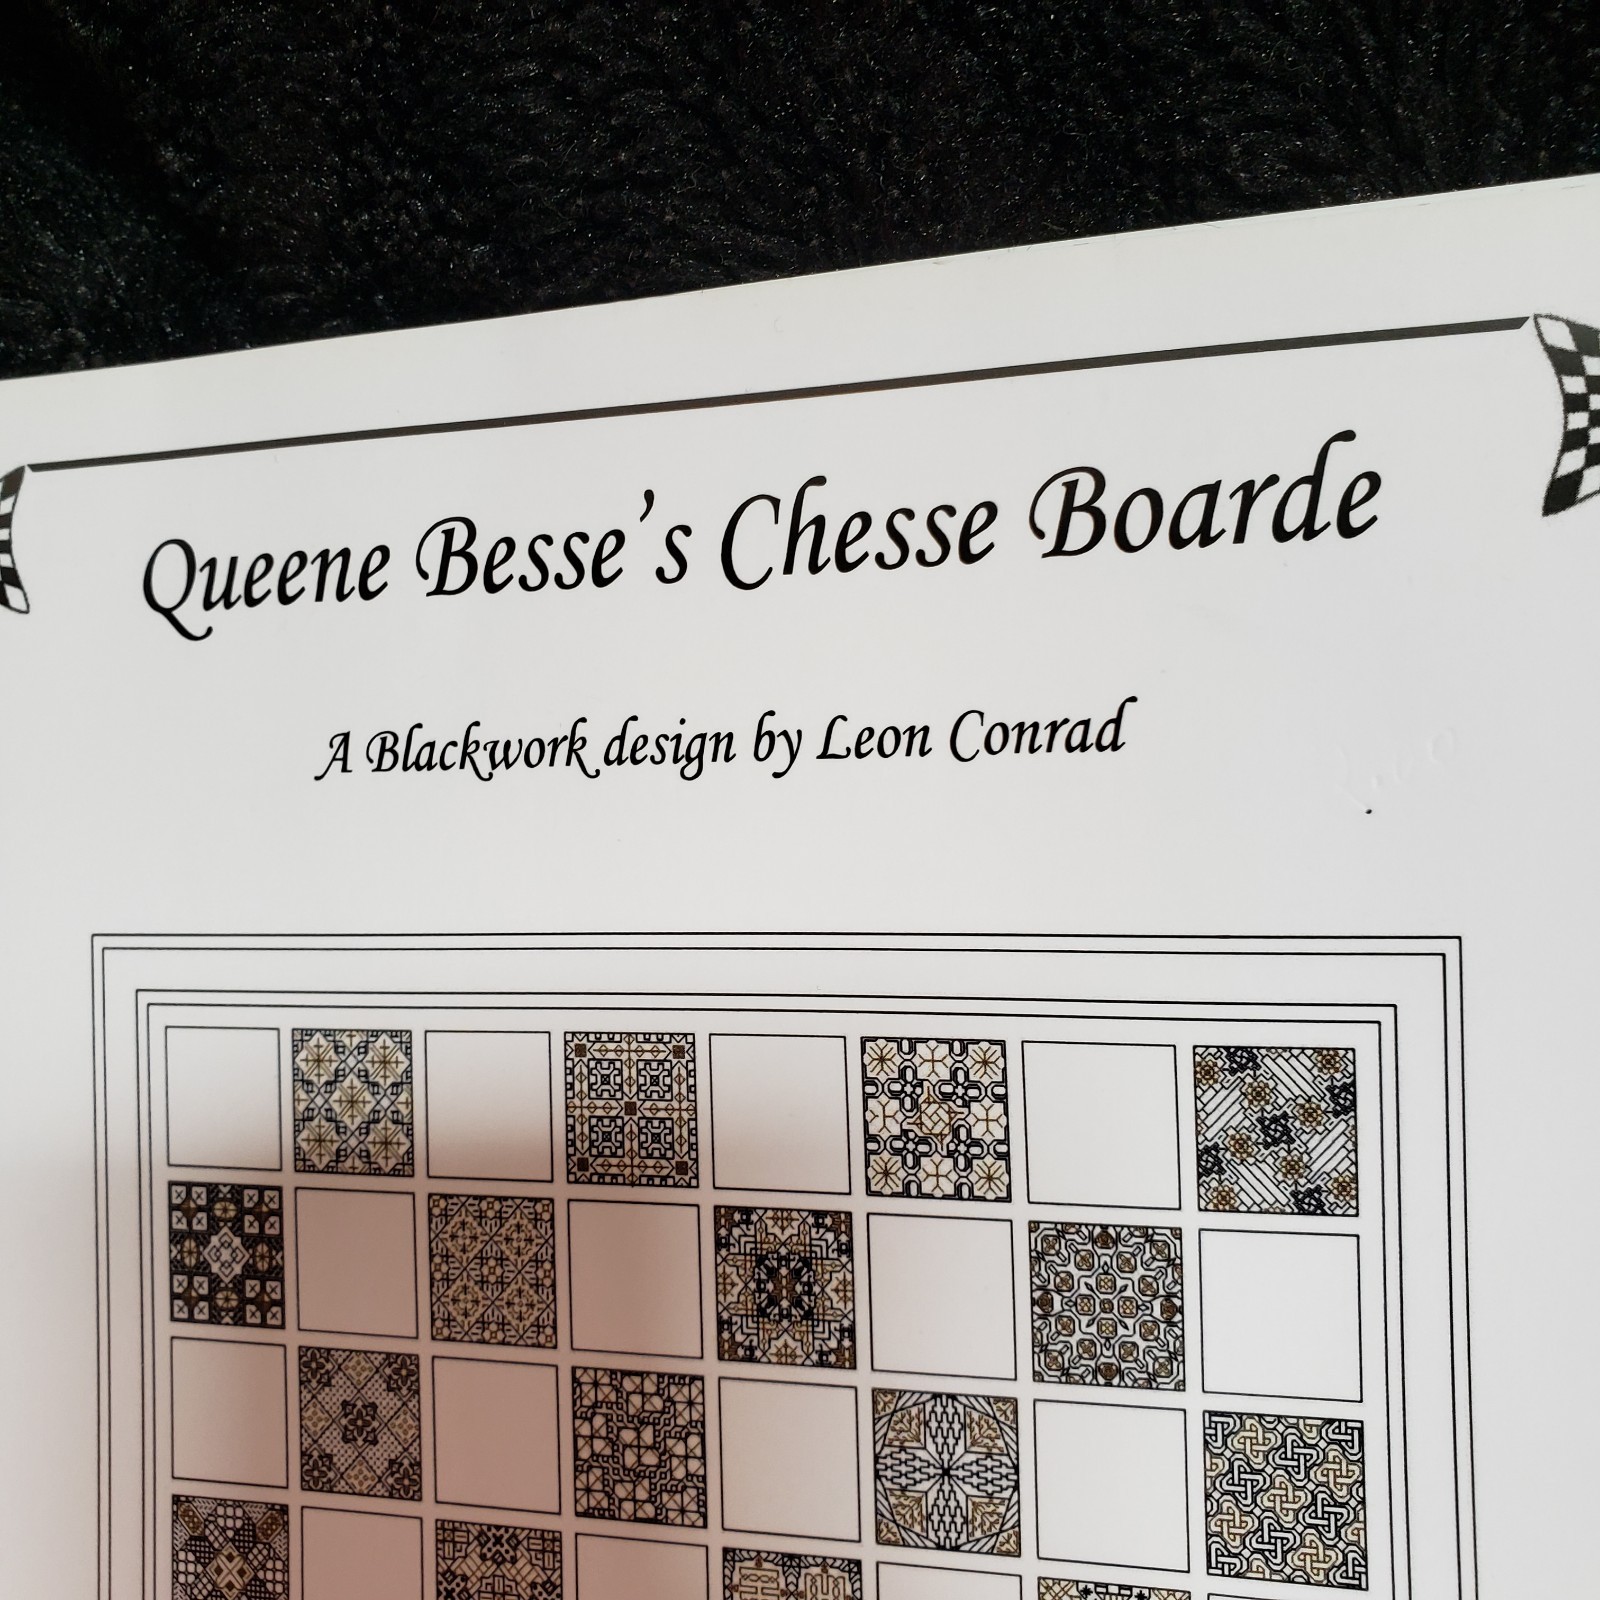 Queene Besse's Chesse Boarde
A Blackwork design by Leon Conrad